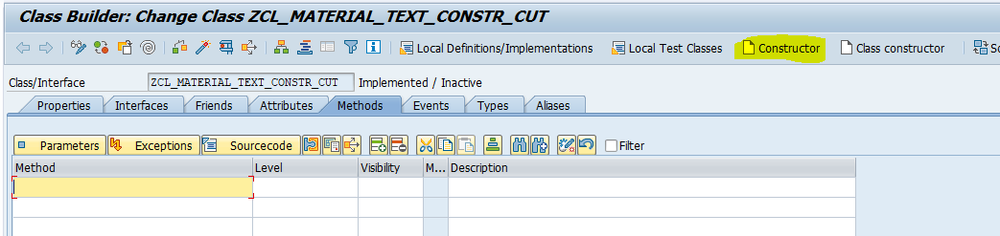 Class Builder: Change Class ZCL_MATERIAL_TEXT_CONSTR_CUT
Local Definitions/Implementations Local Test Classes Constructor Class constructor
Class/Interface ZCL_MATERIAL_TEXT_CONSTR_CUT Implemented / Inactive
Properties Interfaces Friends Attributes Methods Events Types Aliases
Parameters Exceptions Sourcecode Filter
Method Level Visibility M... Description